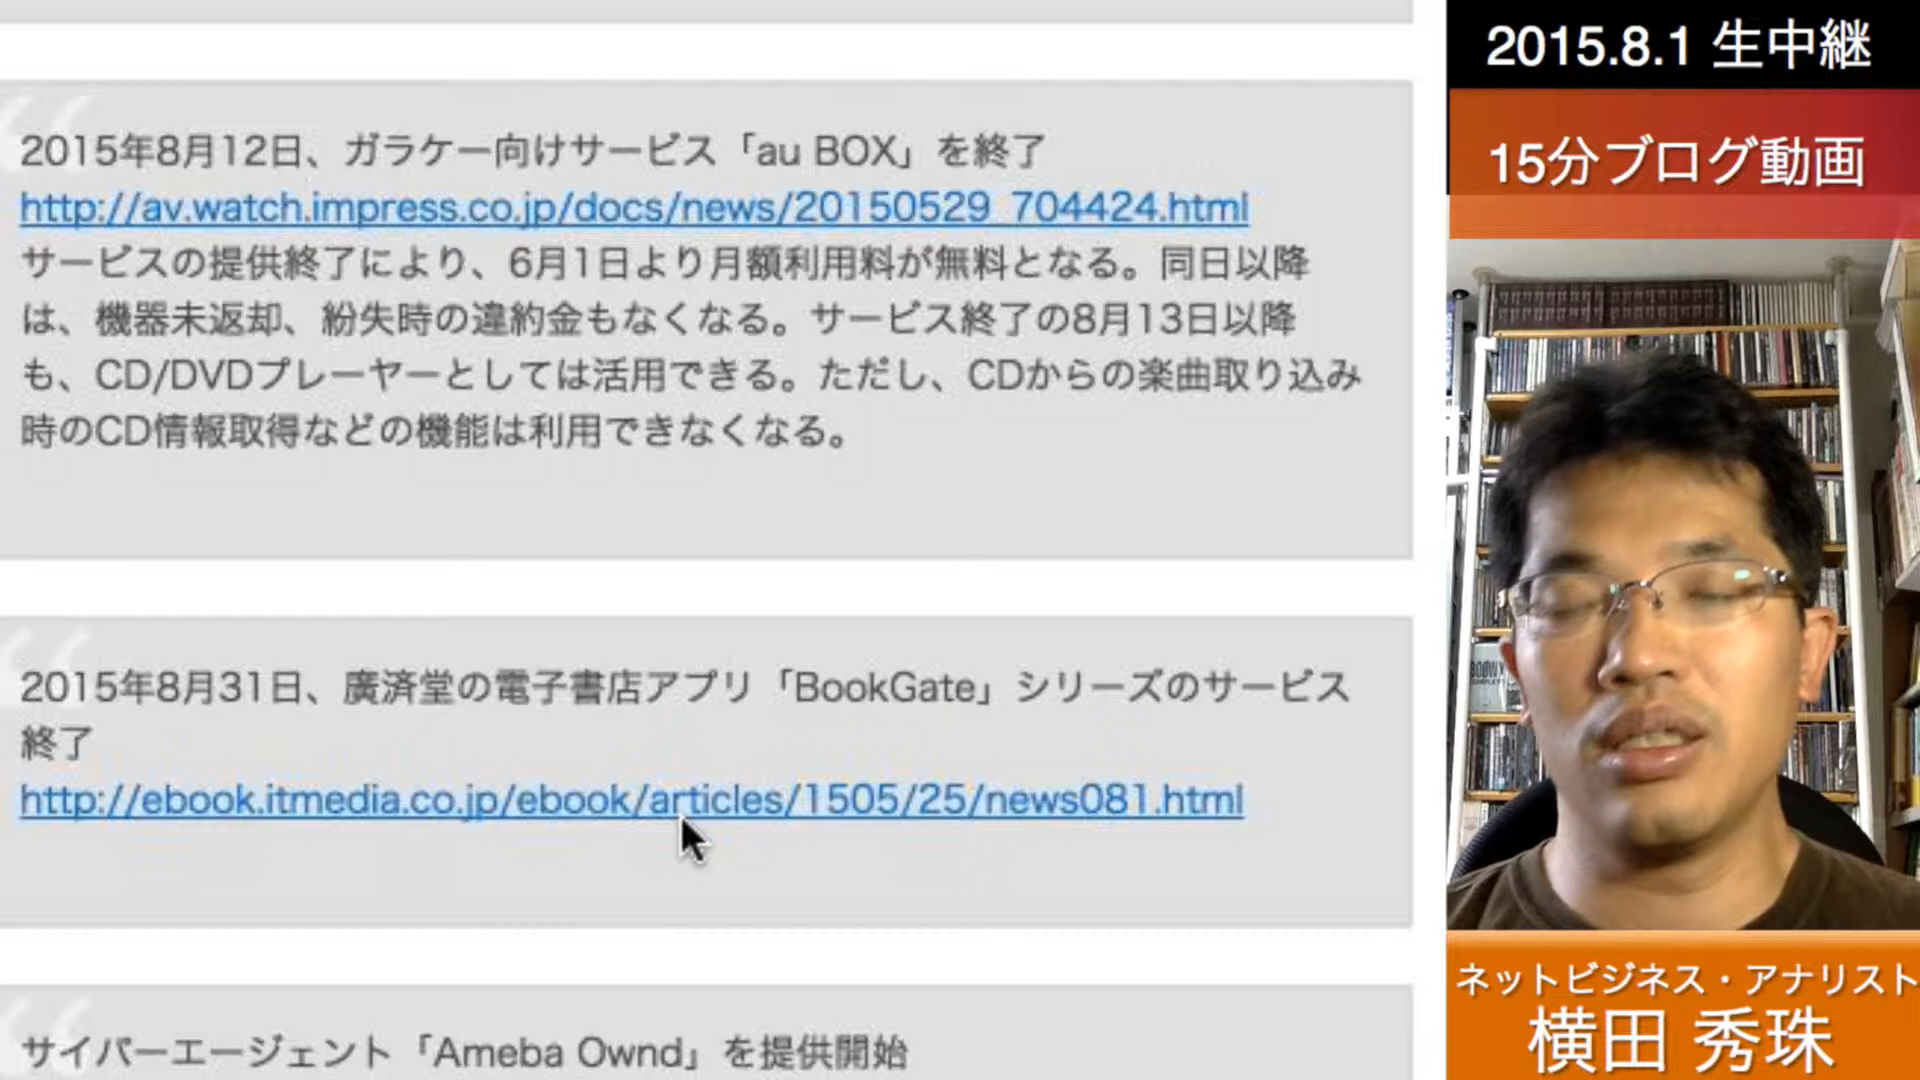 2015年8月12日、ガラケー向けサービス「au BOX」を終了
http://av.watch.impress.co.jp/docs/news/20150529_704424.html
サービスの提供終了により、6月1日より月額利用料が無料となる。同日以降
は、機器未返却、紛失時の違約金もなくなる。サービス終了の8月13日以降
も、CD/DVDプレーヤーとしては活用できる。ただし、CDからの楽曲取り込み
時のCD情報取得などの機能は利用できなくなる。
2015年8月31日、廣済堂の電子書店アプリ「BookGate」シリーズのサービス
終了
http://ebook.itmedia.co.jp/ebook/articles/1505/25/news081.html
サイバーエージェント「Ameba Ownd」を提供開始
2015.8.1 生中継
15分ブログ動画
BOØWY
ネットビジネス・アナリスト
横田 秀珠